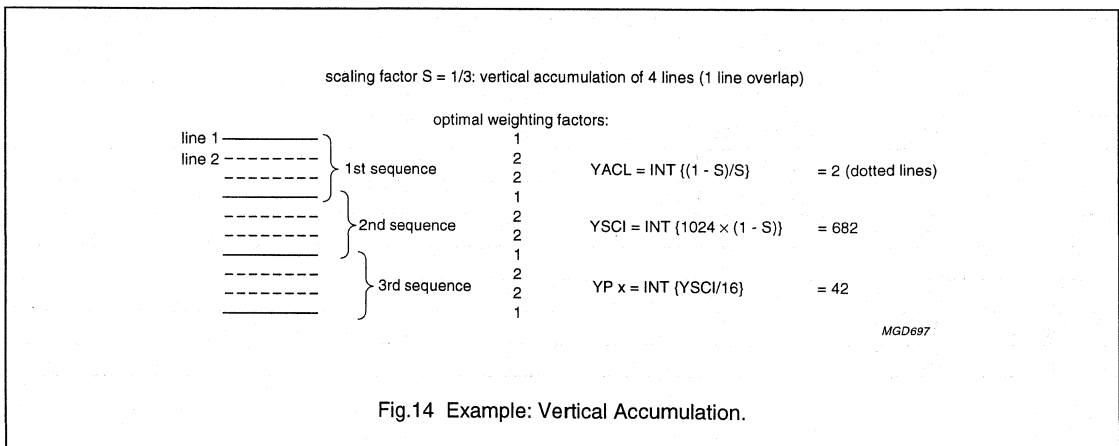 scaling factor S = 1/3: vertical accumulation of 4 lines (1 line overlap)
optimal weighting factors:
line 1
1
line 2
2
1st sequence
2
YACL = INT {(1 - S)/S} = 2 (dotted lines)
1
2
2nd sequence
2
YSCI = INT {1024 × (1 - S)} = 682
1
2
3rd sequence
2
YP x = INT {YSCI/16} = 42
1
MGD697
Fig.14 Example: Vertical Accumulation.